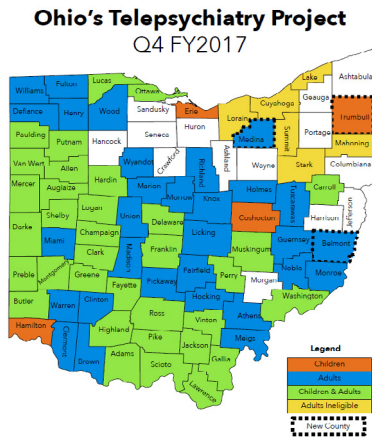 Ohio's Telepsychiatry Project
Q4 FY2017
Williams
Fulton
Lucas
Ottawa
Lake
Ashtabula
Geauga
Cuyahoga
Defiance
Henry
Wood
Sandusky
Erie
Lorain
Trumbull
Huron
Medina
Summit
Portage
Mahoning
Paulding
Putnam
Hancock
Seneca
Crawford
Ashland
Wayne
Stark
Columbiana
Van Wert
Allen
Wyandot
Richland
Mercer
Auglaize
Hardin
Marion
Morrow
Knox
Holmes
Tuscarawas
Carroll
Jefferson
Harrison
Shelby
Logan
Union
Delaware
Coshocton
Darke
Champaign
Licking
Muskingum
Guernsey
Belmont
Miami
Clark
Madison
Franklin
Noble
Monroe
Preble
Montgomery
Greene
Fayette
Pickaway
Fairfield
Perry
Morgan
Washington
Butler
Warren
Clinton
Ross
Hocking
Athens
Vinton
Hamilton
Clermont
Highland
Pike
Jackson
Meigs
Brown
Adams
Scioto
Gallia
Lawrence
Legend
Children
Adults
Children & Adults
Adults Ineligible
New County